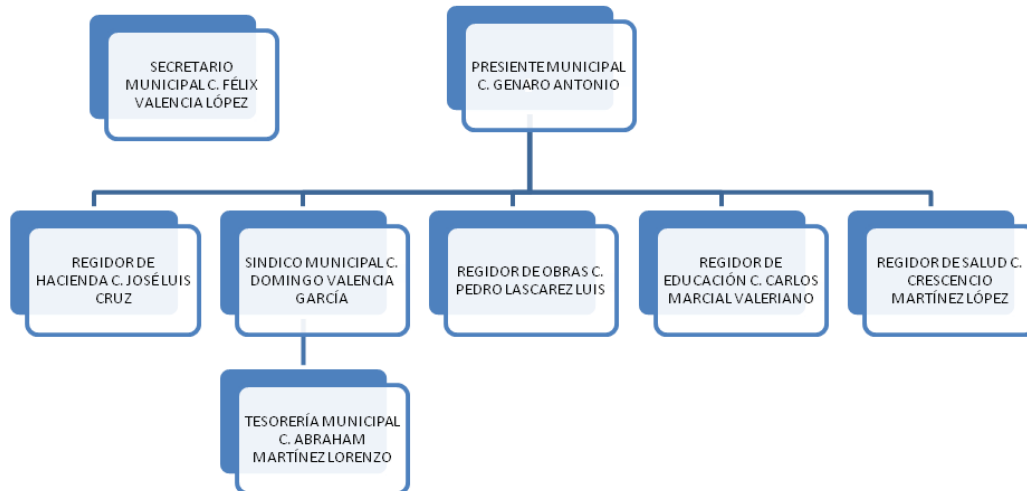 SECRETARIO
MUNICIPAL C. FÉLIX
VALENCIA LÓPEZ
PRESIENTE MUNICIPAL
C. GENARO ANTONIO
REGIDOR DE
HACIENDA C. JOSÉ LUIS
CRUZ
SINDICO MUNICIPAL C.
DOMINGO VALENCIA
GARCÍA
REGIDOR DE OBRAS C.
PEDRO LASCAREZ LUIS
REGIDOR DE
EDUCACIÓN C. CARLOS
MARCIAL VALERIANO
REGIDOR DE SALUD C.
CRESCENCIO
MARTÍNEZ LÓPEZ
TESORERÍA MUNICIPAL
C. ABRAHAM
MARTÍNEZ LORENZO